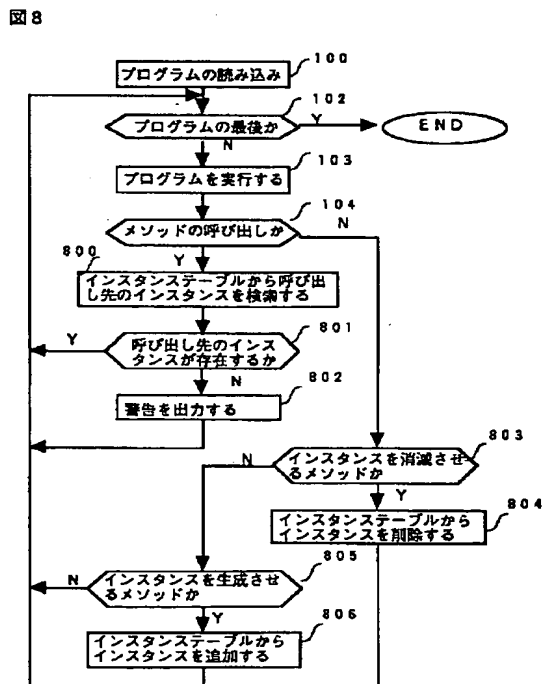 図8
100
プログラムの読み込み
102
プログラムの最後か
Y
END
N
103
プログラムを実行する
104
メソッドの呼び出しか
N
Y
800
インスタンステーブルから呼び出
し先のインスタンスを検索する
801
呼び出し先のインス
タンスが存在するか
Y
N
802
警告を出力する
803
インスタンスを消滅させ
るメソッドか
N
Y
804
インスタンステーブルから
インスタンスを削除する
805
インスタンスを生成させ
るメソッドか
N
Y
806
インスタンステーブルから
インスタンスを追加する